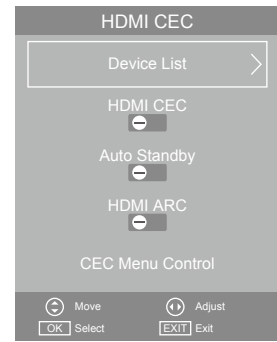 HDMI CEC
Device List
HDMI CEC
Auto Standby
HDMI ARC
CEC Menu Control
Move Adjust
OK Select EXIT Exit